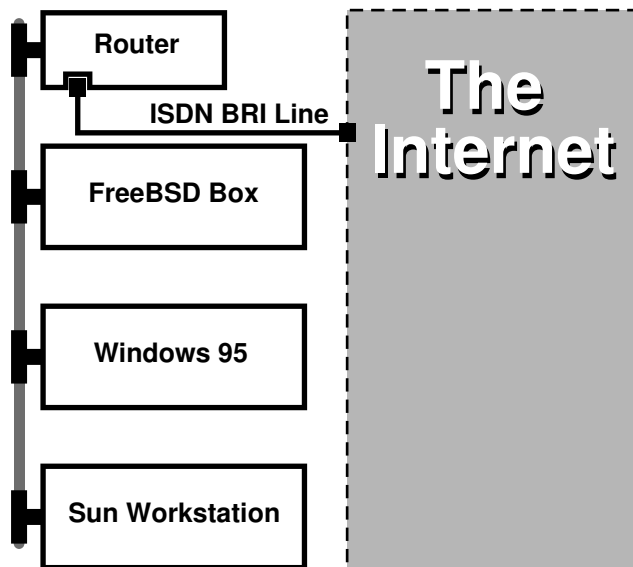 Router
The
Internet
ISDN BRI Line
FreeBSD Box
Windows 95
Sun Workstation